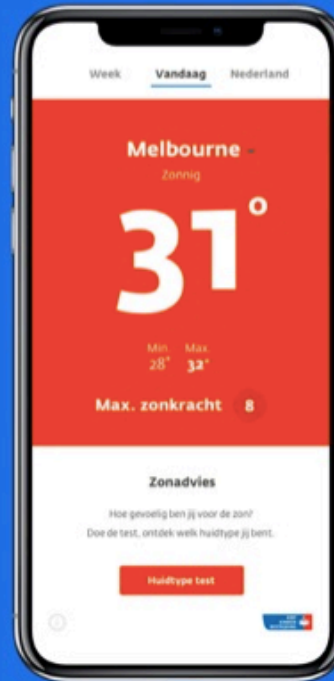 Week Vandaag Nederland
Melbourne
Zonnig
31°
Min. Max.
28° 32°
Max. zonkracht 8
Zonadvies
Hoe gevoelig ben jij voor de zon?
Doe de test, ontdek welk huidtype jij bent.
Huidtype test